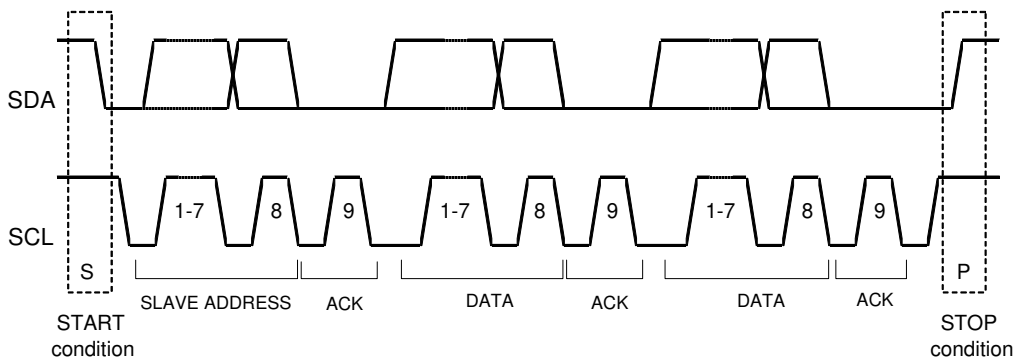 SDA
SCL
1-7 8 9 1-7 8 9 1-7 8 9
S P
SLAVE ADDRESS ACK DATA ACK DATA ACK
START
condition
STOP
condition